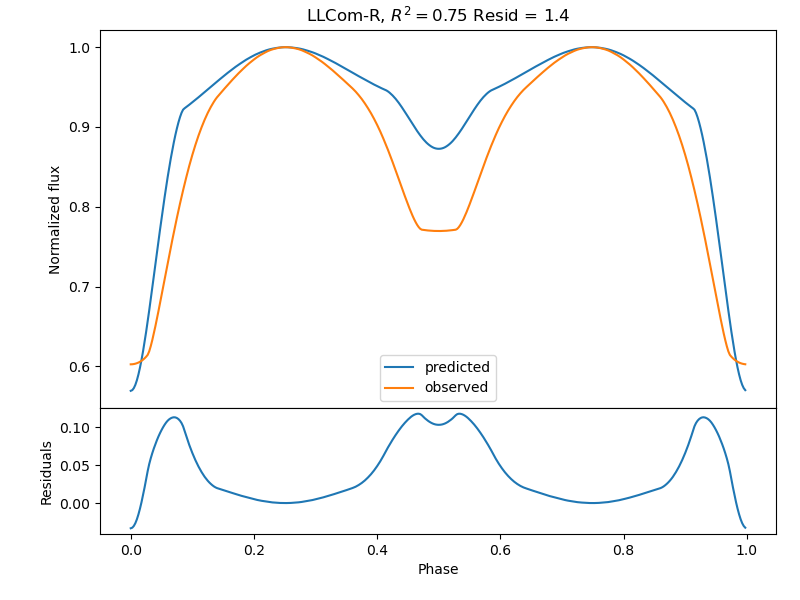 LLCom-R, R² = 0.75 Resid = 1.4
Normalized flux
1.0
0.9
0.8
0.7
0.6
predicted
observed
Residuals
0.10
0.05
0.00
0.0 0.2 0.4 0.6 0.8 1.0
Phase